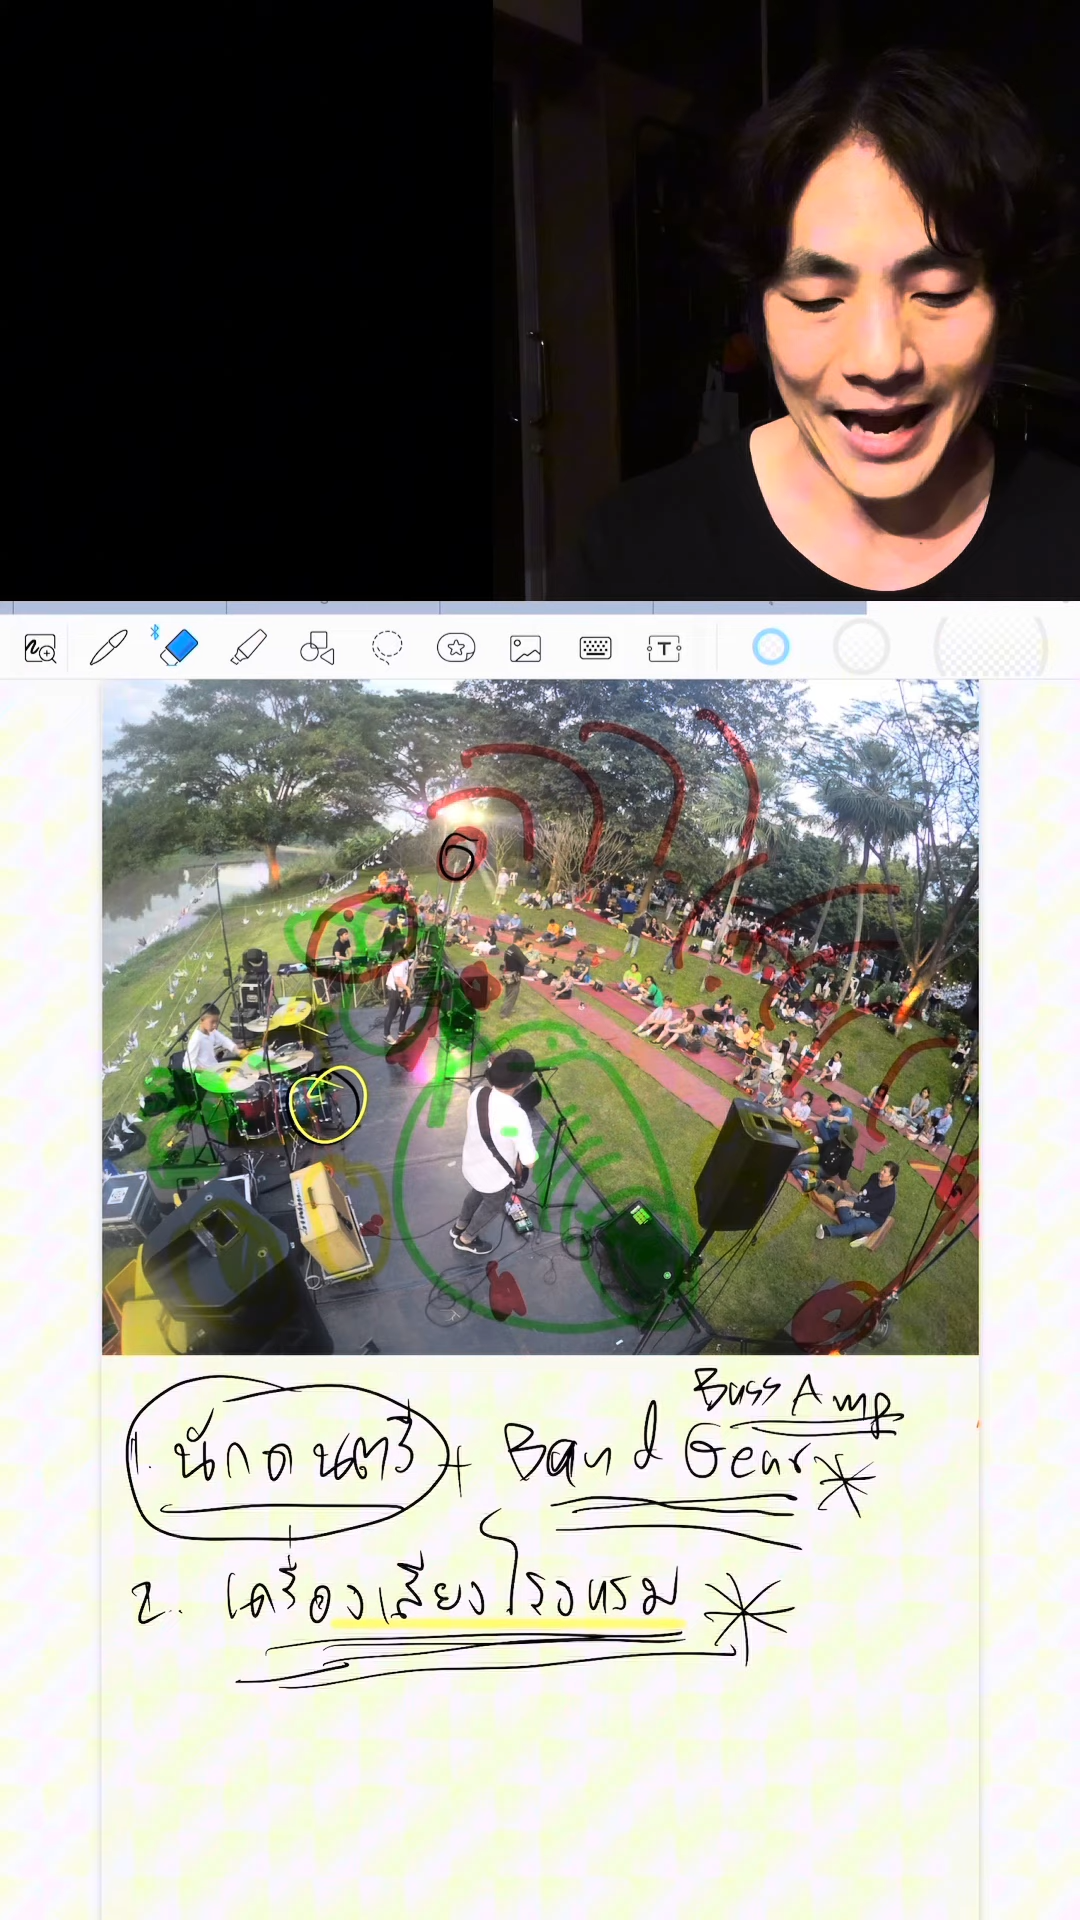 Bass Amp
1. นักดนตรี + Band Gear
2. เครื่องเสียงโรงแรม